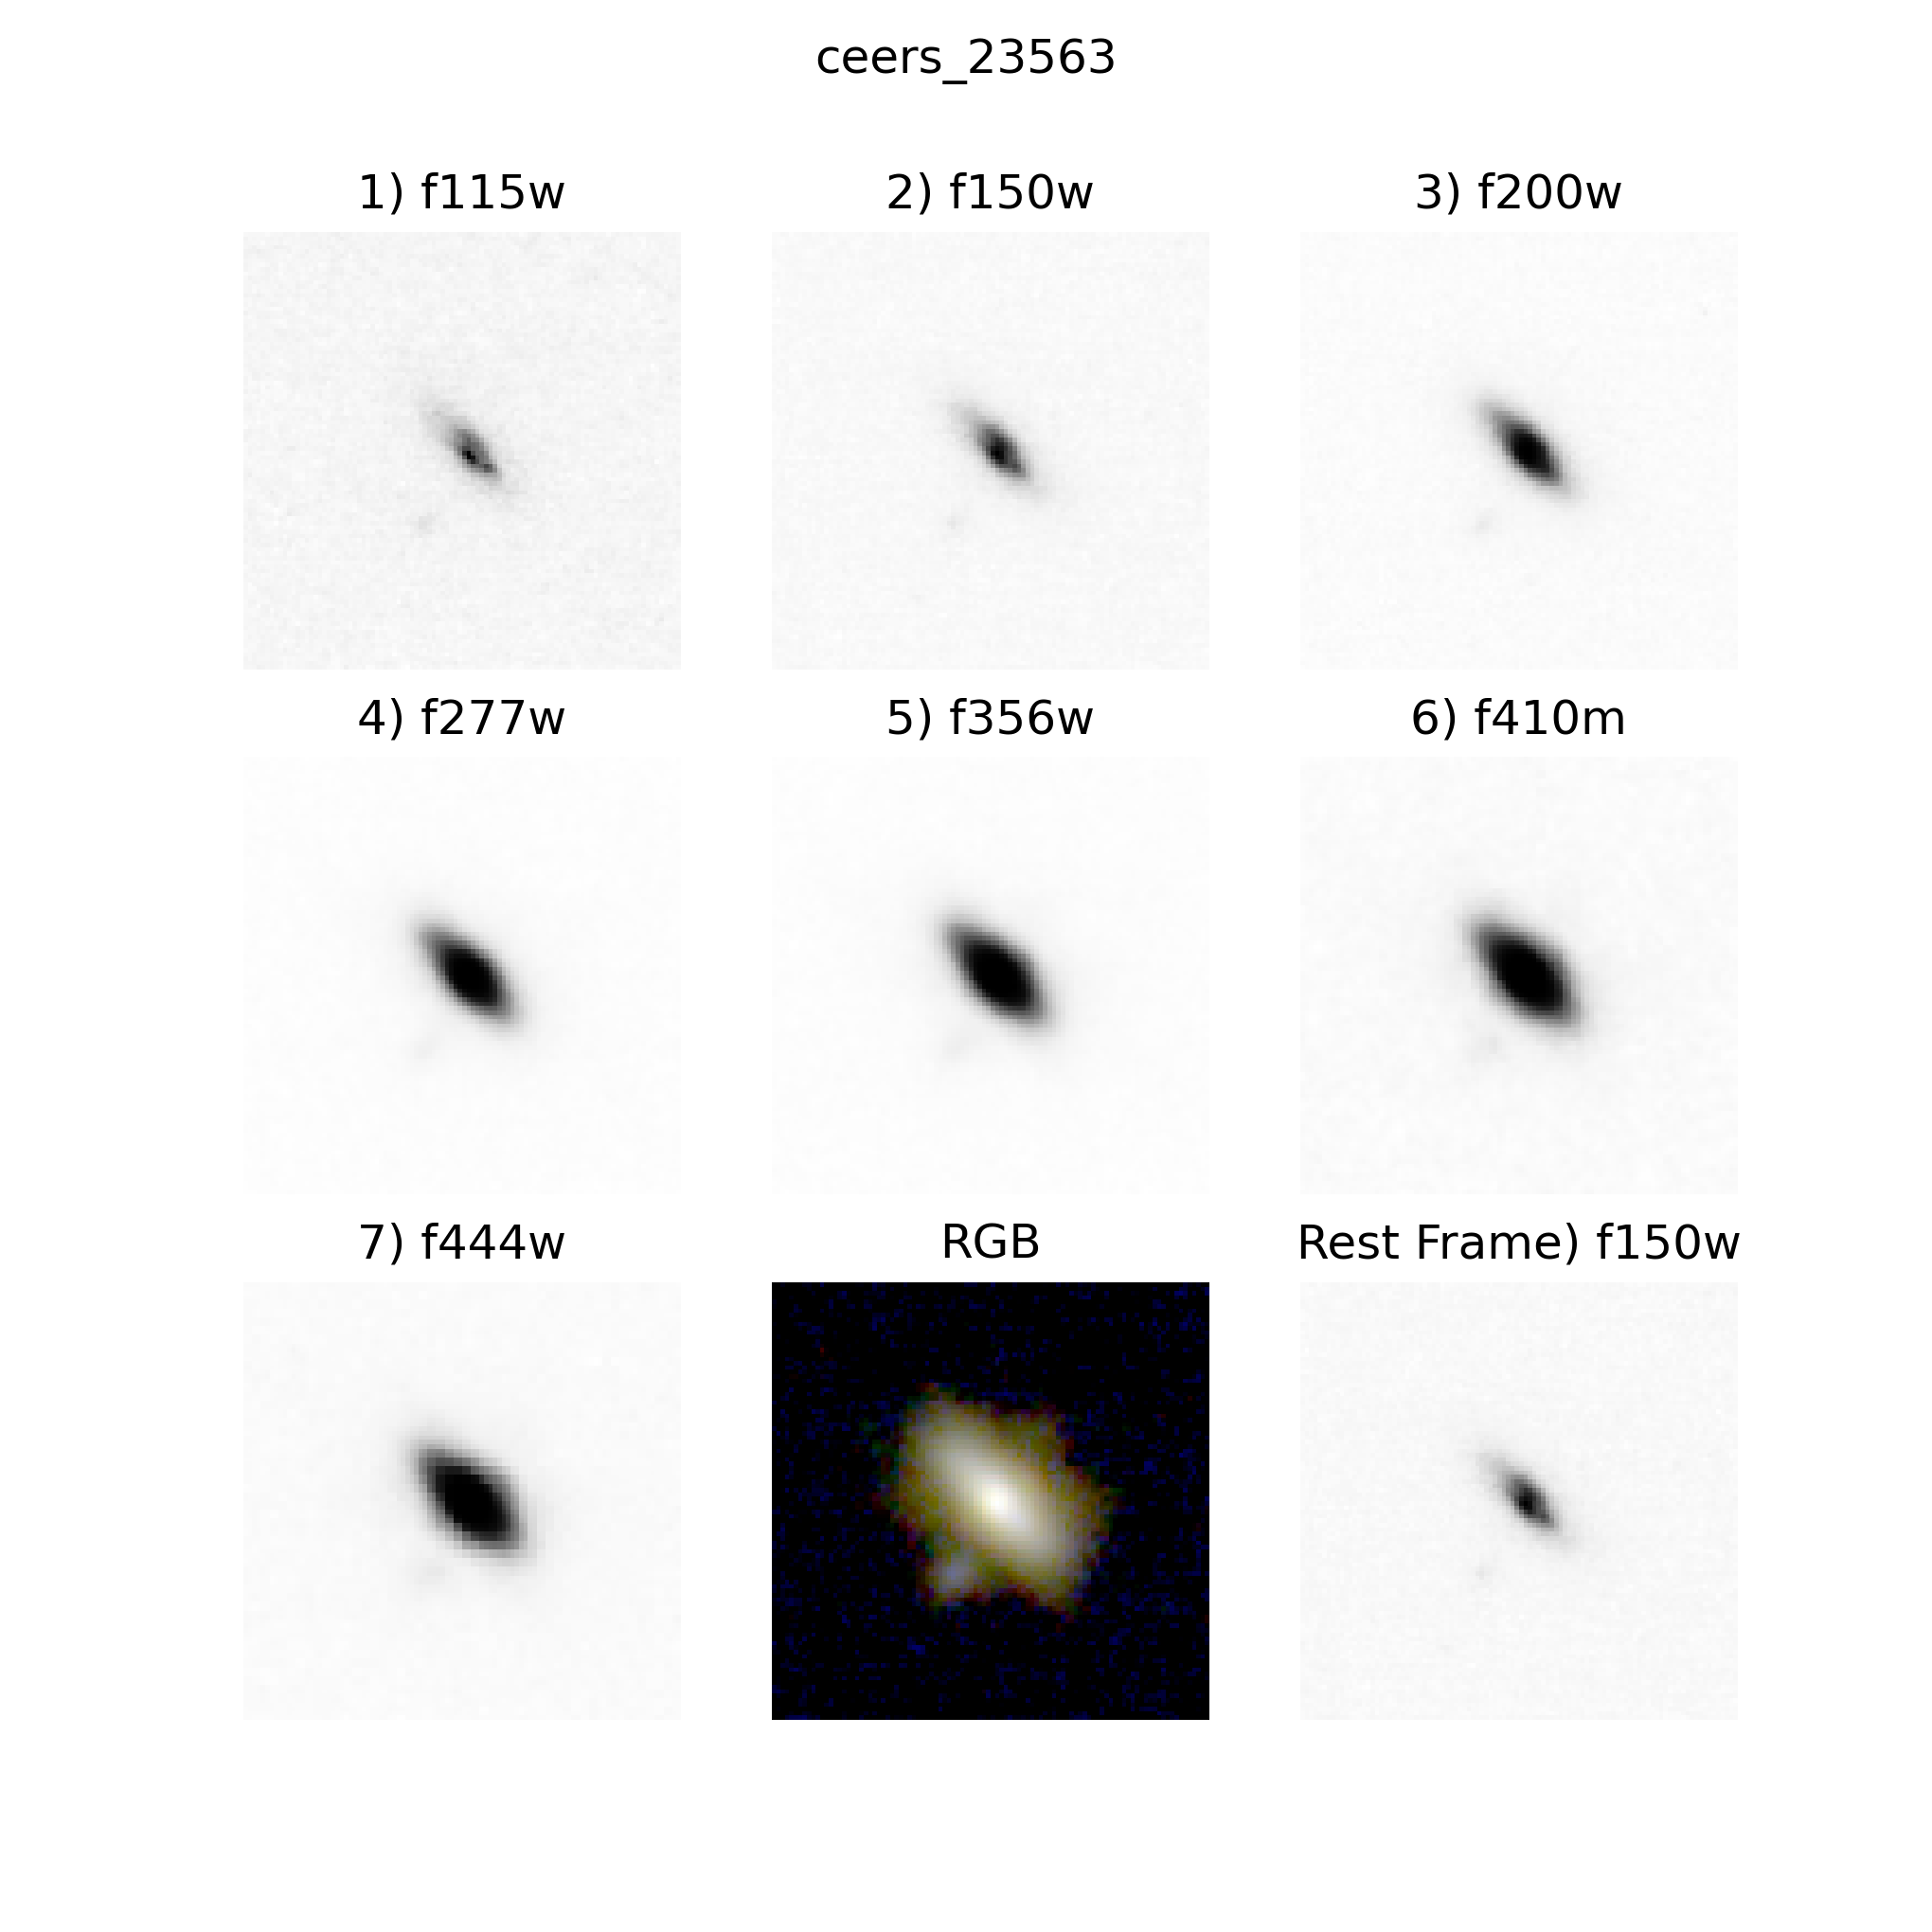 ceers_23563
1) f115w
2) f150w
3) f200w
4) f277w
5) f356w
6) f410m
7) f444w
RGB
Rest Frame) f150w